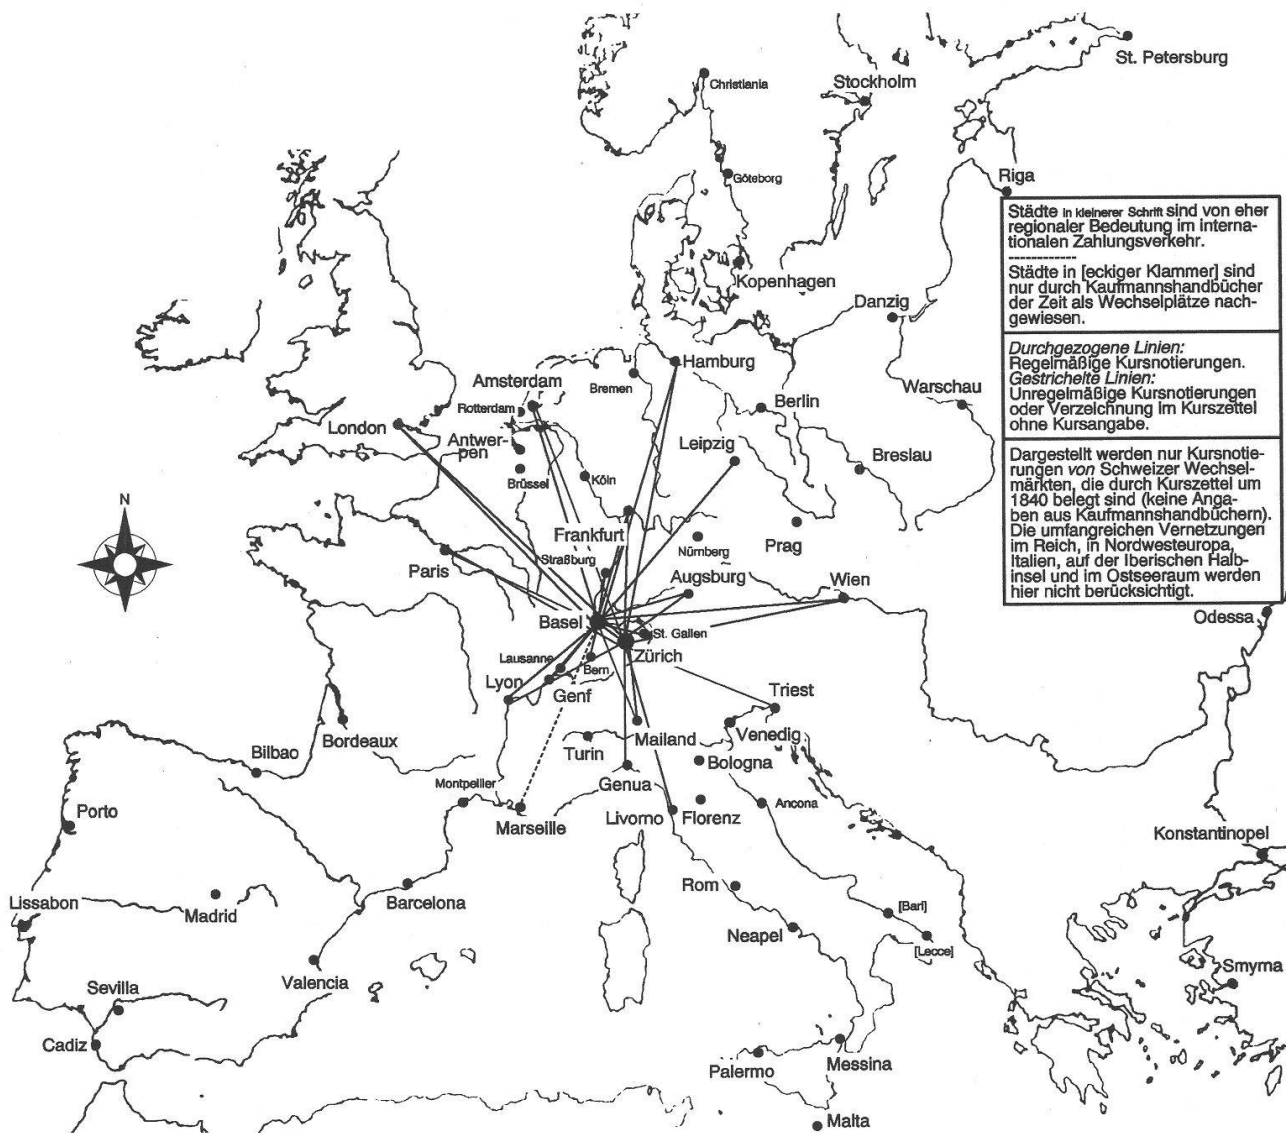 St. Petersburg
Christiania
Stockholm
Göteborg
Riga
Städte in kleinerer Schrift sind von eher
regionaler Bedeutung im interna-
tionalen Zahlungsverkehr.
------------
Städte in [eckiger Klammer] sind
nur durch Kaufmannshandbücher
der Zeit als Wechselplätze nach-
gewiesen.
Durchgezogene Linien:
Regelmäßige Kursnotierungen.
Gestrichelte Linien:
Unregelmäßige Kursnotierungen
oder Verzeichnung im Kurszettel
ohne Kursangabe.
Dargestellt werden nur Kursnotie-
rungen von Schweizer Wechsel-
märkten, die durch Kurszettel um
1840 belegt sind (keine Anga-
ben aus Kaufmannshandbüchern).
Die umfangreichen Vernetzungen
im Reich, in Nordwesteuropa,
Italien, auf der Iberischen Halb-
insel und im Ostseeraum werden
hier nicht berücksichtigt.
Kopenhagen
Danzig
Hamburg
Bremen
Amsterdam
Warschau
Rotterdam
Berlin
London
Antwer-
pen
Leipzig
Breslau
Brüssel
Köln
N
Frankfurt
Nürnberg
Prag
Paris
Straßburg
Augsburg
Wien
Odessa
Basel
St. Gallen
Zürich
Lausanne
Bern
Lyon
Genf
Triest
Bordeaux
Turin
Mailand
Venedig
Bilbao
Bologna
Montpellier
Genua
Porto
Marseille
Livorno
Florenz
Ancona
Konstantinopel
Lissabon
Madrid
Barcelona
Rom
[Bari]
Neapel
[Lecce]
Valencia
Smyrna
Sevilla
Cadiz
Palermo
Messina
Malta